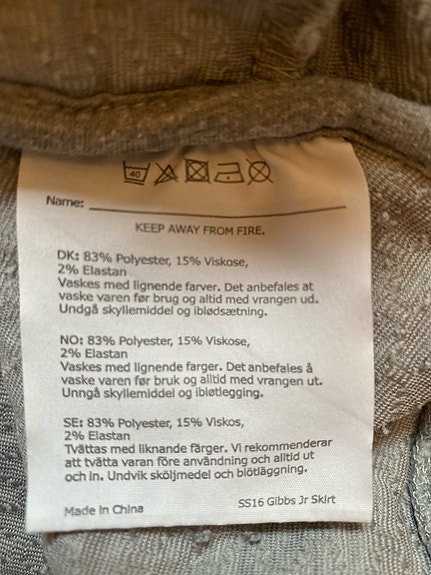 40
Name:
KEEP AWAY FROM FIRE.
DK: 83% Polyester, 15% Viskose,
2% Elastan
Vaskes med lignende farver. Det anbefales at
vaske varen før brug og altid med vrangen ud.
Undgå skyllemiddel og iblødsætning.
NO: 83% Polyester, 15% Viskose,
2% Elastan
Vaskes med lignende farger. Det anbefales å
vaske varen før bruk og alltid med vrangen ut.
Unngå skyllemiddel og ibløtlegging.
SE: 83% Polyester, 15% Viskos,
2% Elastan
Tvättas med liknande färger. Vi rekommenderar
att tvätta varan före användning och alltid ut
och in. Undvik sköljmedel och blötläggning.
Made in China
SS16 Gibbs Jr Skirt